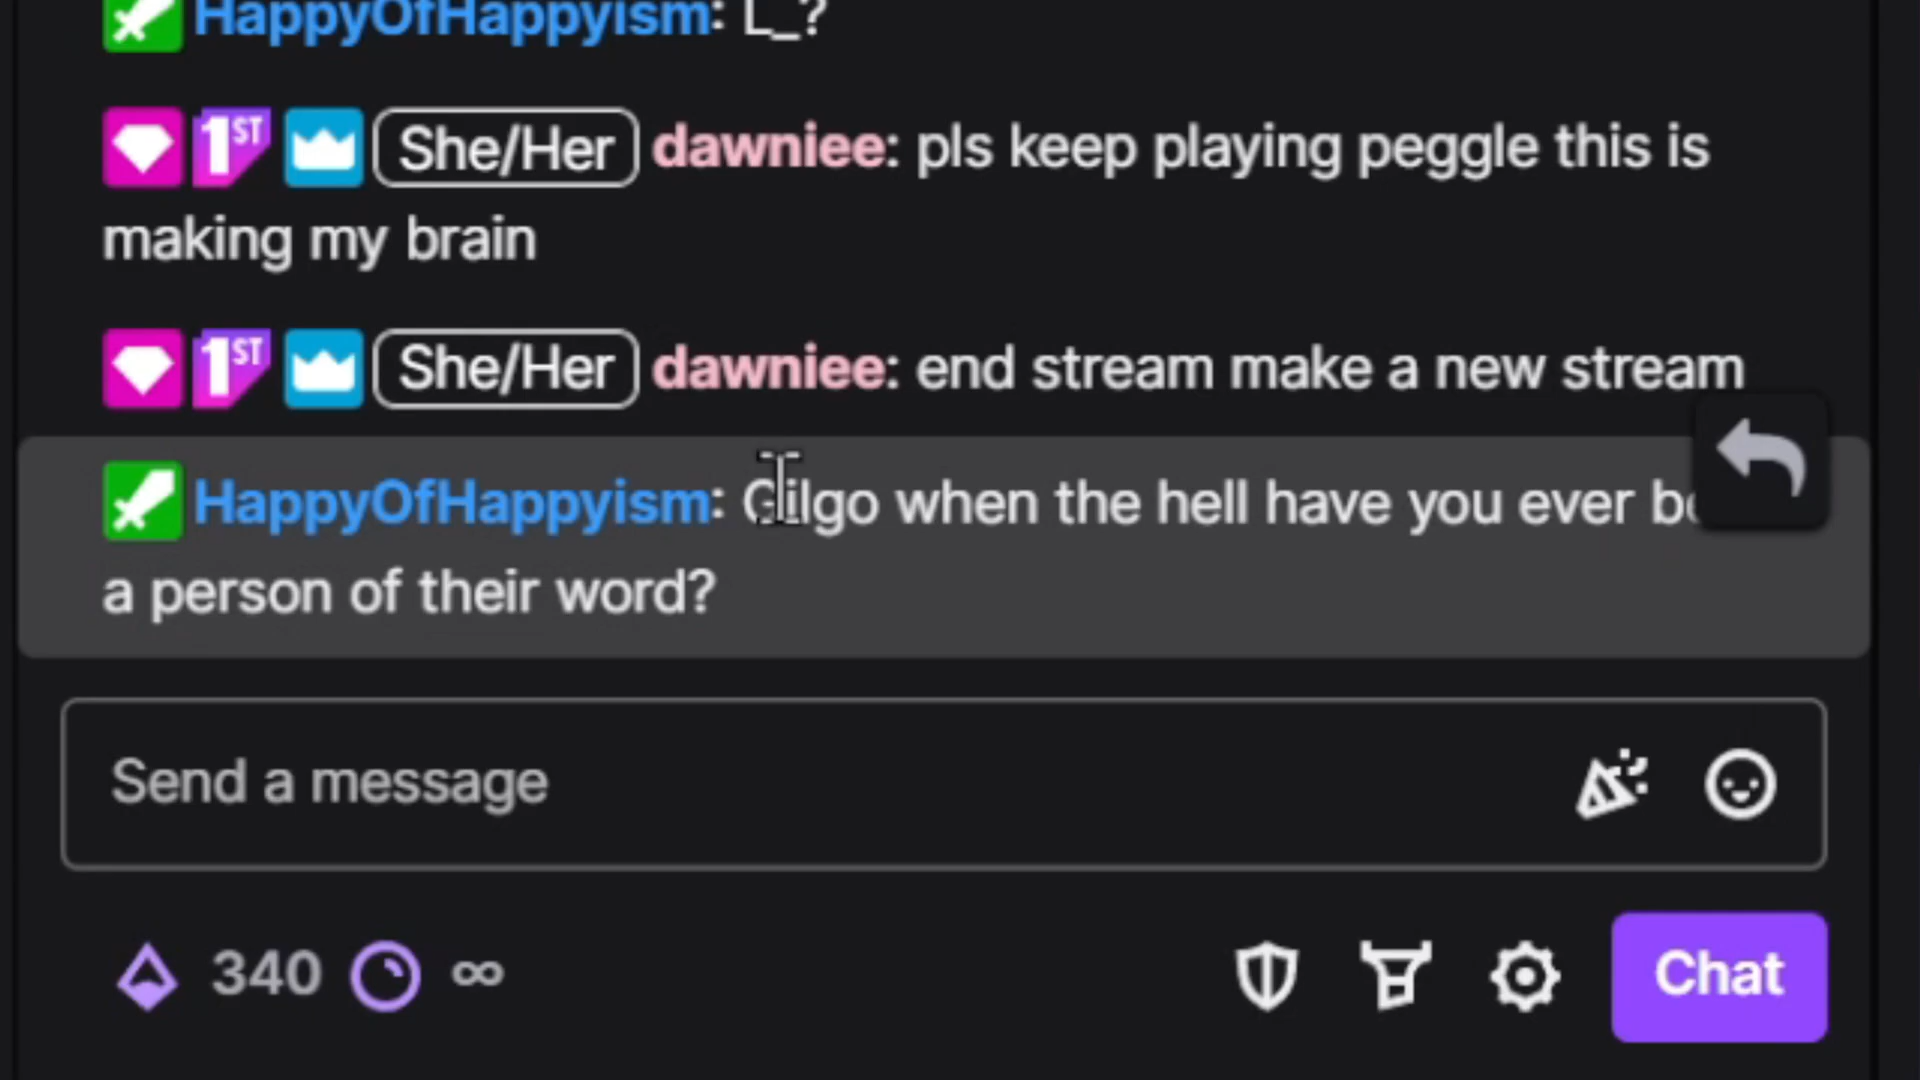 HappyOfHappyism: L_?
1ST She/Her dawniee: pls keep playing peggle this is
making my brain
1ST She/Her dawniee: end stream make a new stream
HappyOfHappyism: Gilgo when the hell have you ever
a person of their word?
Send a message
340 ∞ Chat